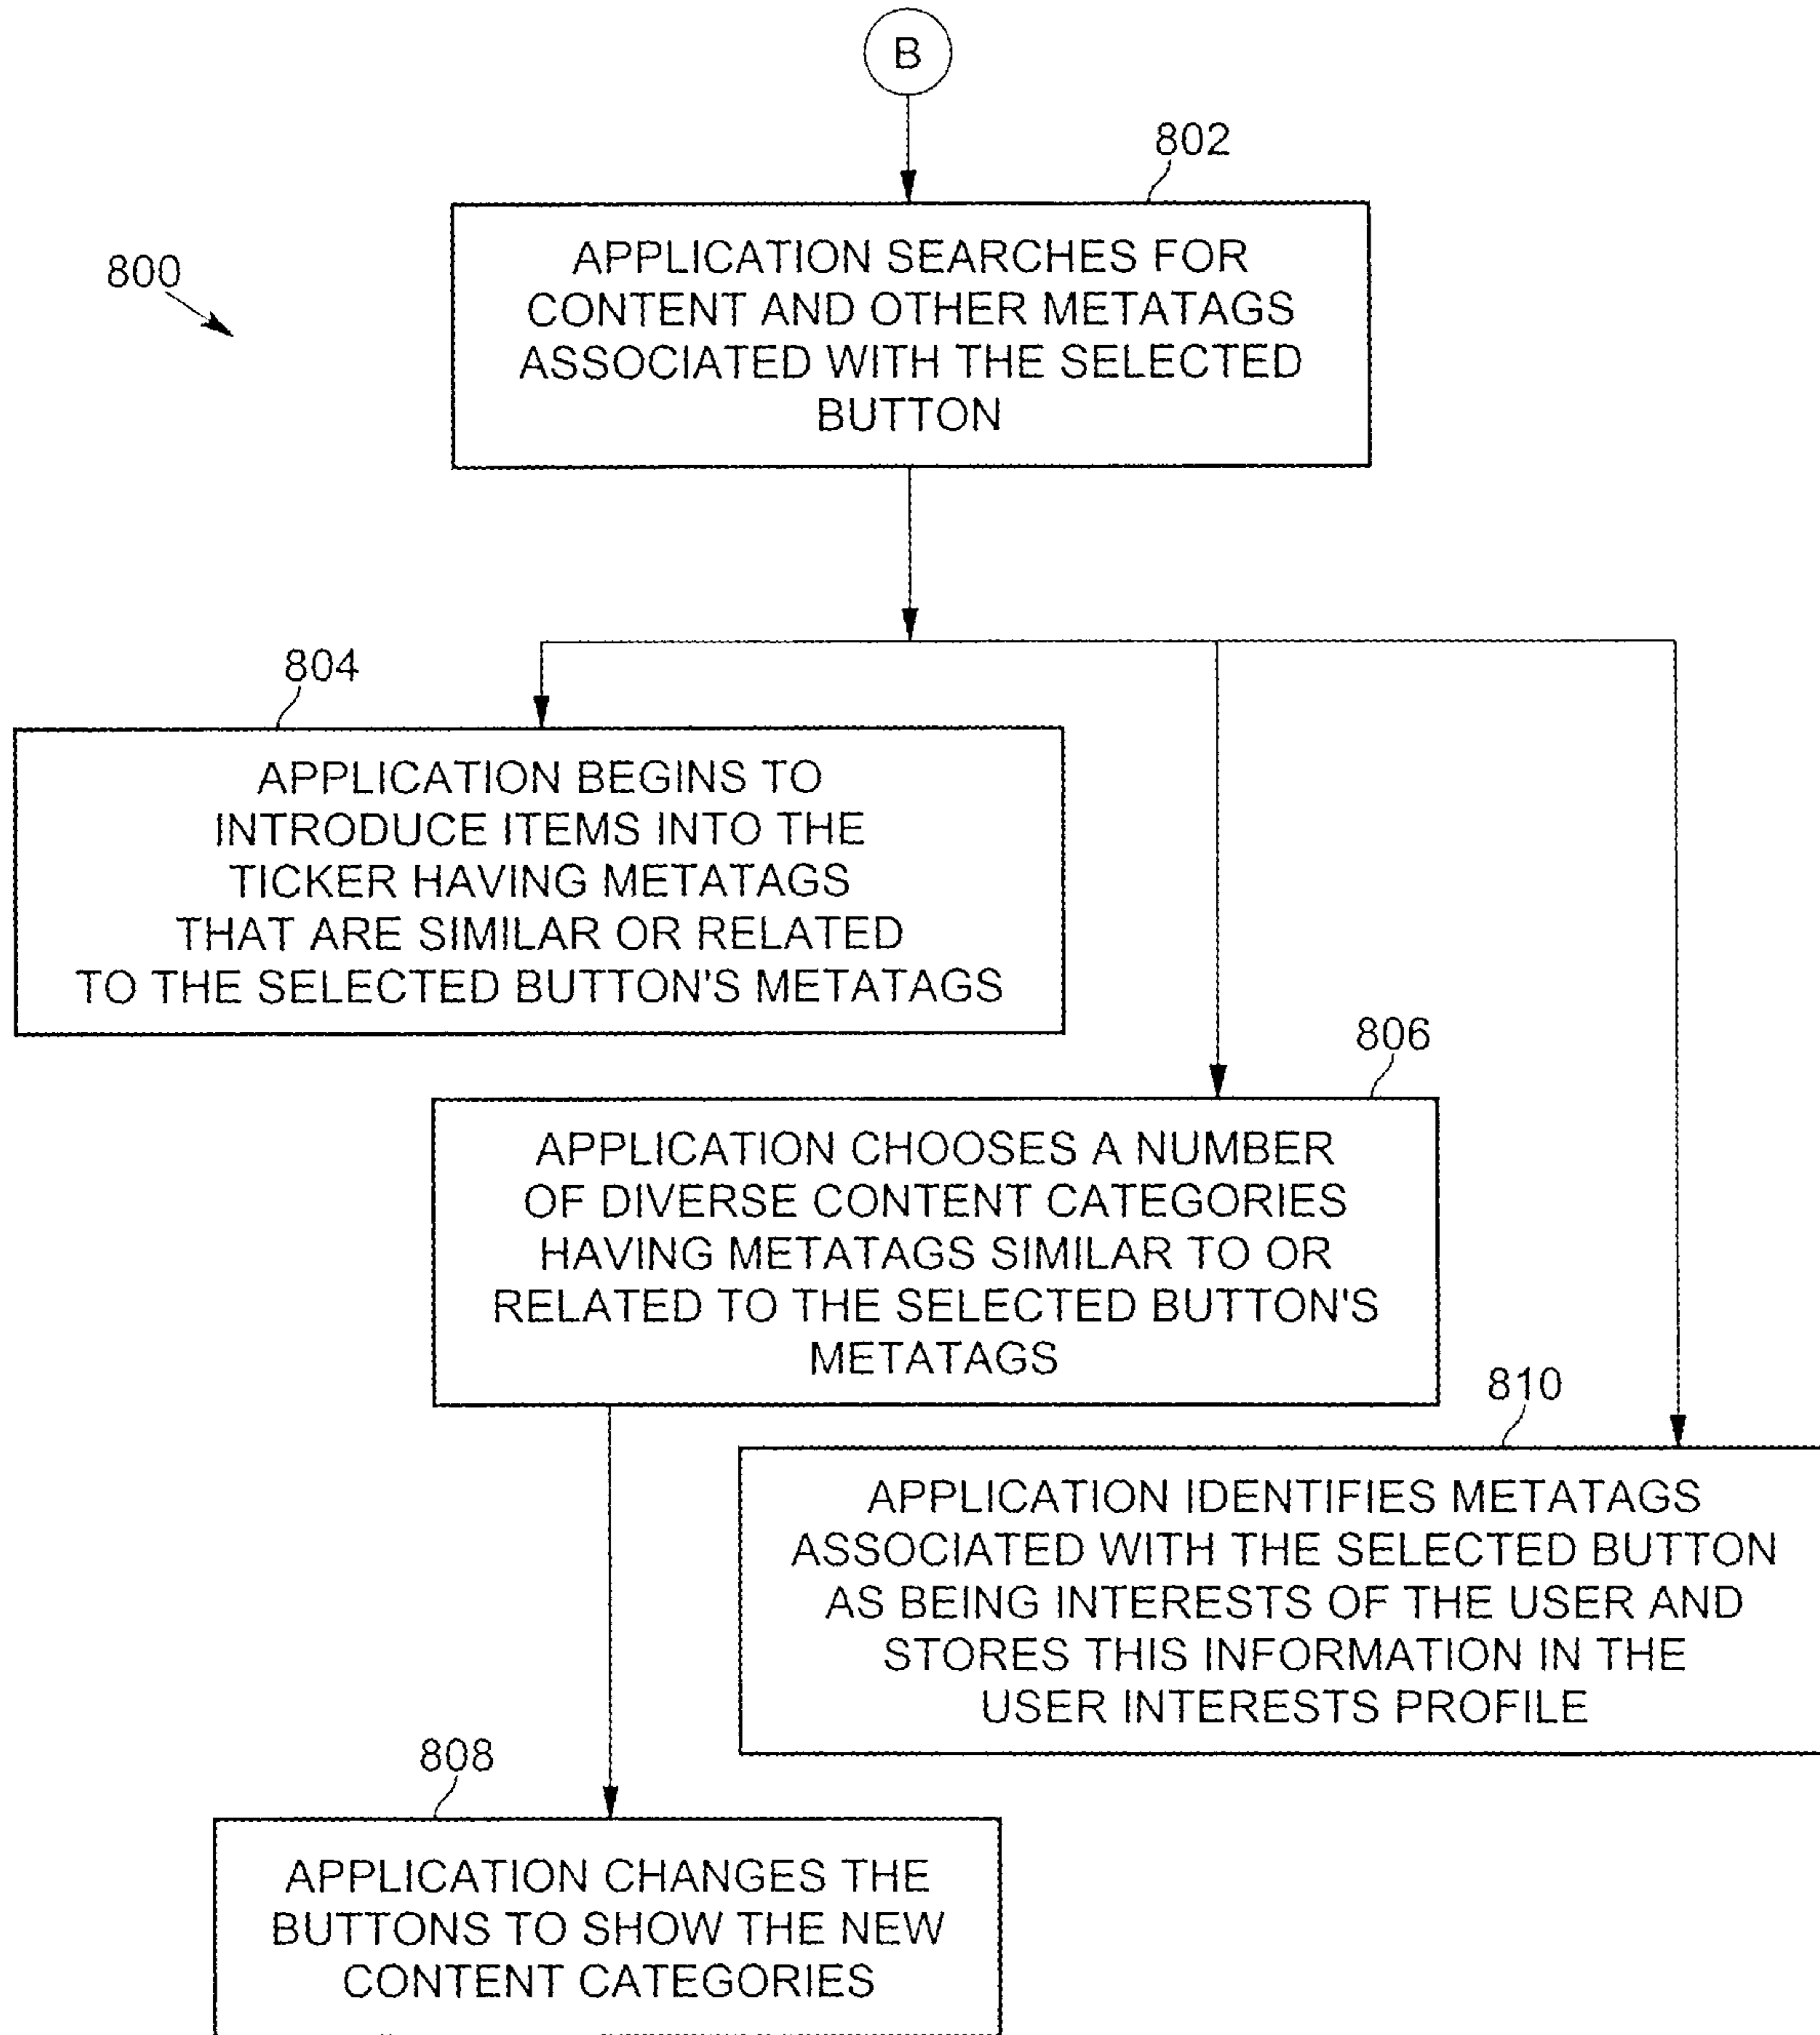 B
802
800
APPLICATION SEARCHES FOR
CONTENT AND OTHER METATAGS
ASSOCIATED WITH THE SELECTED
BUTTON
804
APPLICATION BEGINS TO
INTRODUCE ITEMS INTO THE
TICKER HAVING METATAGS
THAT ARE SIMILAR OR RELATED
TO THE SELECTED BUTTON'S METATAGS
806
APPLICATION CHOOSES A NUMBER
OF DIVERSE CONTENT CATEGORIES
HAVING METATAGS SIMILAR TO OR
RELATED TO THE SELECTED BUTTON'S
METATAGS
810
APPLICATION IDENTIFIES METATAGS
ASSOCIATED WITH THE SELECTED BUTTON
AS BEING INTERESTS OF THE USER AND
STORES THIS INFORMATION IN THE
USER INTERESTS PROFILE
808
APPLICATION CHANGES THE
BUTTONS TO SHOW THE NEW
CONTENT CATEGORIES